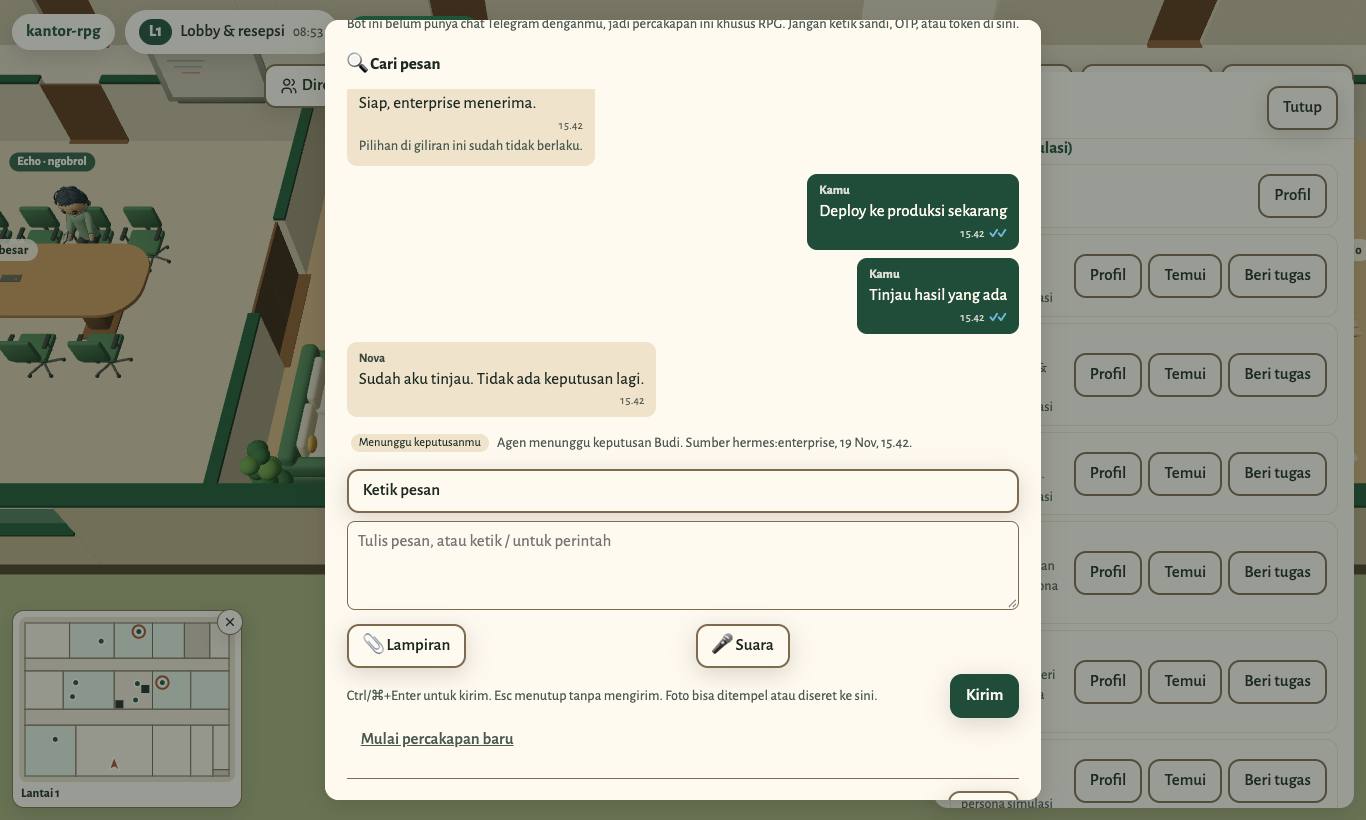 kantor-rpg
L1 Lobby & resepsi 08:53
Bot ini belum punya chat Telegram denganmu, jadi percakapan ini khusus RPG. Jangan ketik sandi, OTP, atau token di sini.
🔍 Cari pesan
Tutup
Siap, enterprise menerima.
15.42
Pilihan di giliran ini sudah tidak berlaku.
Echo · ngobrol
besar
Kamu
Deploy ke produksi sekarang
15.42
Kamu
Tinjau hasil yang ada
15.42
Nova
Sudah aku tinjau. Tidak ada keputusan lagi.
15.42
Menunggu keputusanmu Agen menunggu keputusan Budi. Sumber hermes:enterprise, 19 Nov, 15.42.
Ketik pesan
Tulis pesan, atau ketik / untuk perintah
📎 Lampiran
🎤 Suara
Ctrl/⌘+Enter untuk kirim. Esc menutup tanpa mengirim. Foto bisa ditempel atau diseret ke sini.
Kirim
Mulai percakapan baru
Profil
Profil Temui Beri tugas
Profil Temui Beri tugas
Profil Temui Beri tugas
Profil Temui Beri tugas
Profil Temui Beri tugas
Profil Temui Beri tugas
persona simulasi
Lantai 1